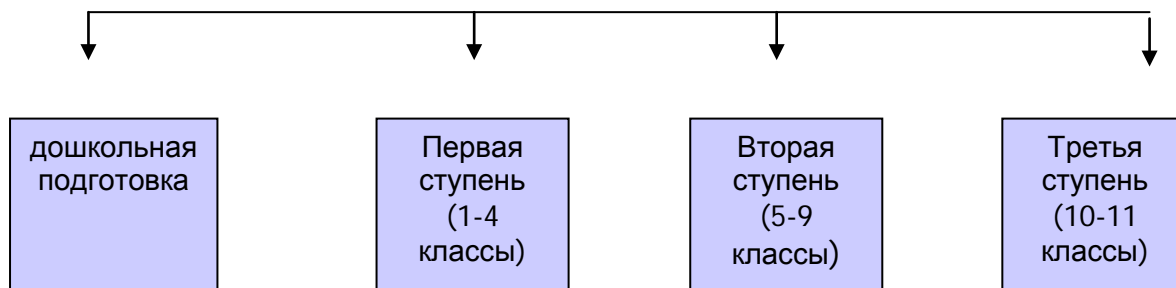 дошкольная
подготовка
Первая
ступень
(1-4
классы)
Вторая
ступень
(5-9
классы)
Третья
ступень
(10-11
классы)